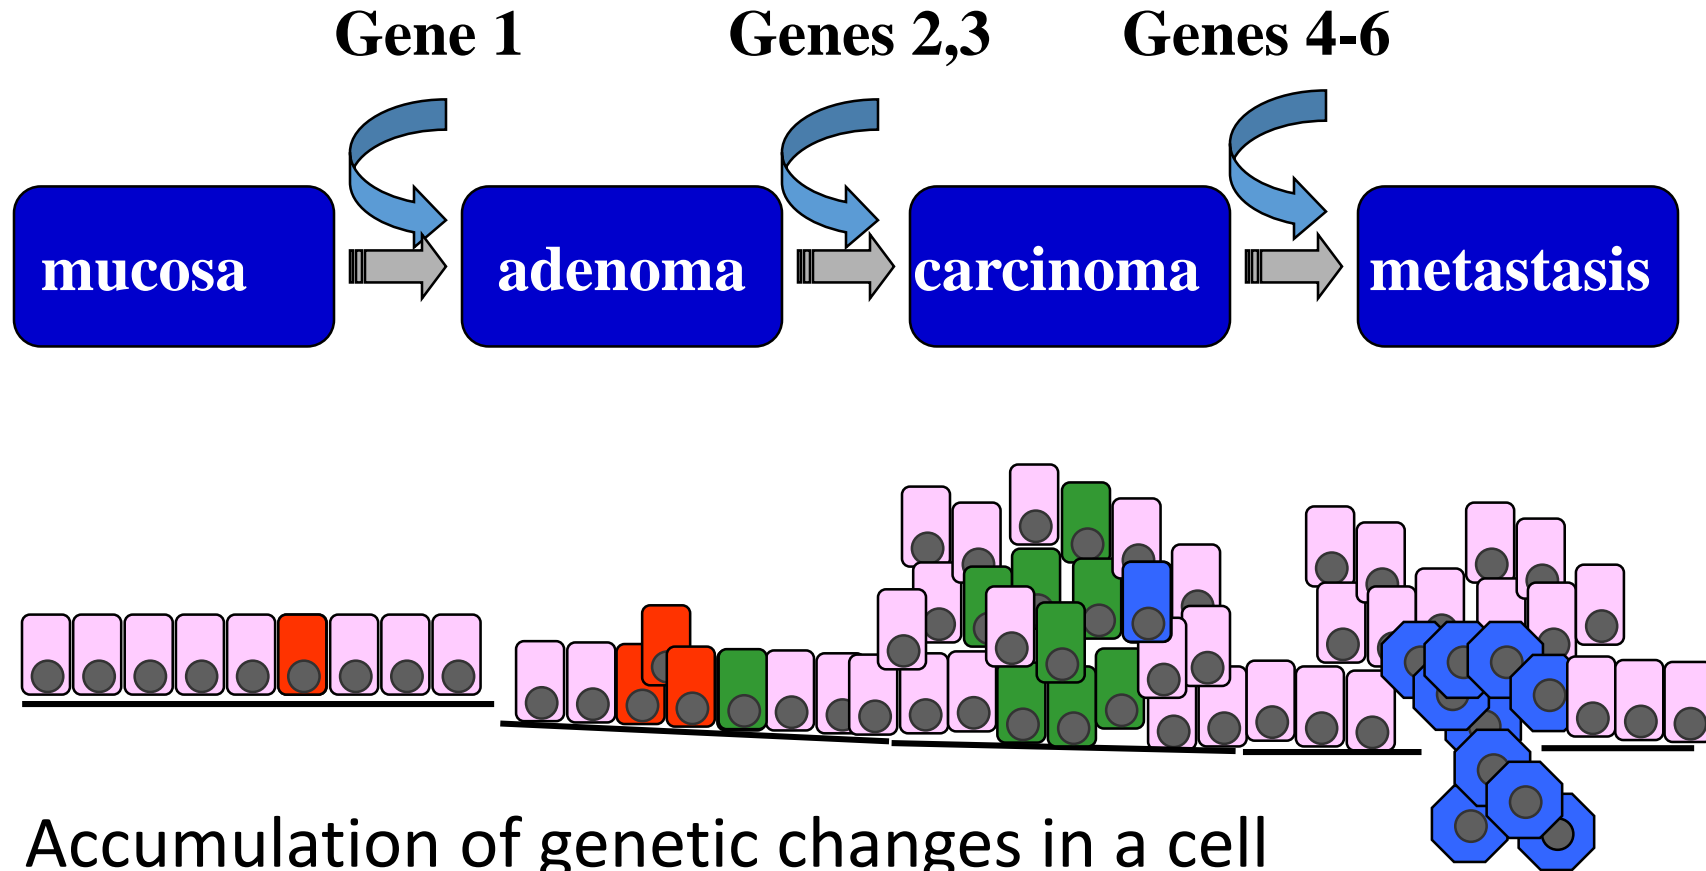 Gene 1 Genes 2,3 Genes 4-6
mucosa adenoma carcinoma metastasis
Accumulation of genetic changes in a cell